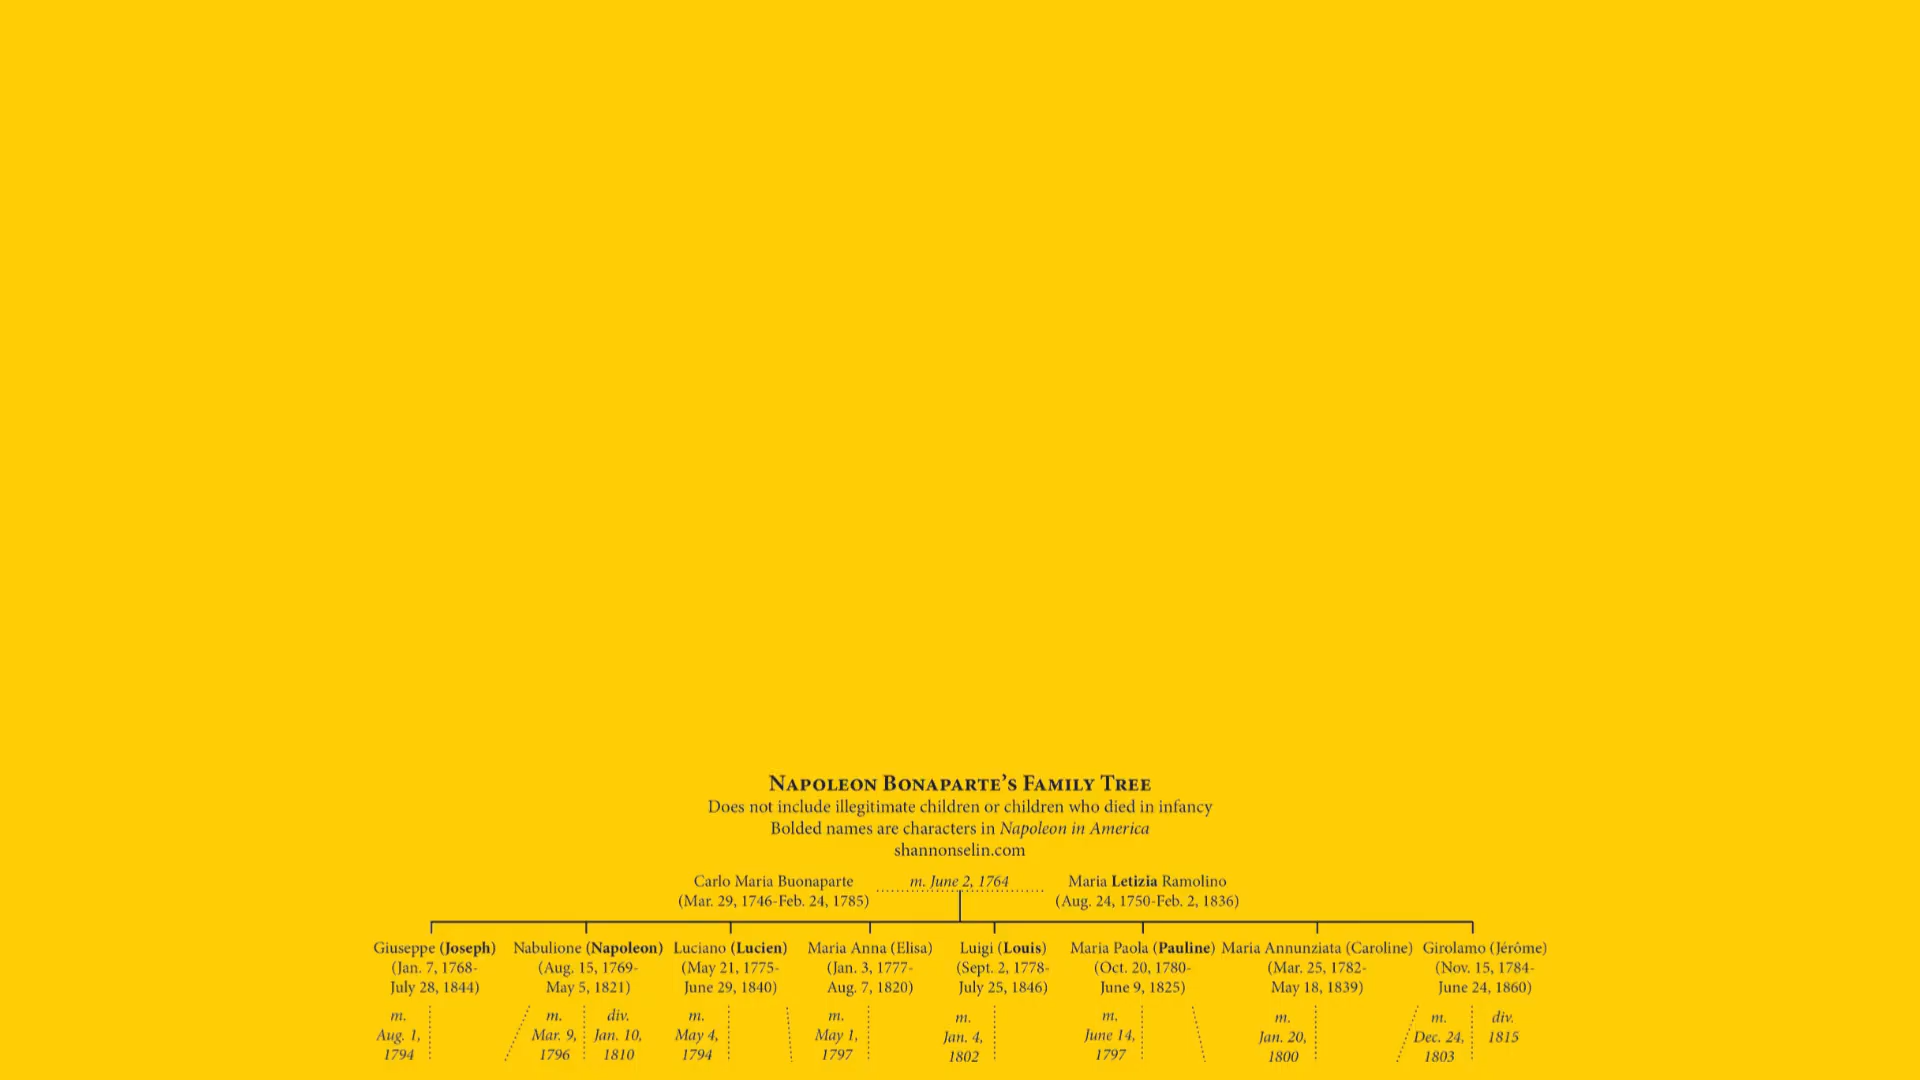 Napoleon Bonaparte's Family Tree
Does not include illegitimate children or children who died in infancy
Bolded names are characters in Napoleon in America
shannonselin.com
Carlo Maria Buonaparte m. June 2, 1764 Maria Letizia Ramolino
(Mar. 29, 1746-Feb. 24, 1785) (Aug. 24, 1750-Feb. 2, 1836)
Giuseppe (Joseph) Nabulione (Napoleon) Luciano (Lucien) Maria Anna (Elisa) Luigi (Louis) Maria Paola (Pauline) Maria Annunziata (Caroline) Girolamo (Jérôme)
(Jan. 7, 1768- (Aug. 15, 1769- (May 21, 1775- (Jan. 3, 1777- (Sept. 2, 1778- (Oct. 20, 1780- (Mar. 25, 1782- (Nov. 15, 1784-
July 28, 1844) May 5, 1821) June 29, 1840) Aug. 7, 1820) July 25, 1846) June 9, 1825) May 18, 1839) June 24, 1860)
m. m. div. m. m. m. m. m. m. div.
Aug. 1, Mar. 9, Jan. 10, May 4, May 1, Jan. 4, June 14, Jan. 20, Dec. 24, 1815
1794 1796 1810 1794 1797 1802 1797 1800 1803